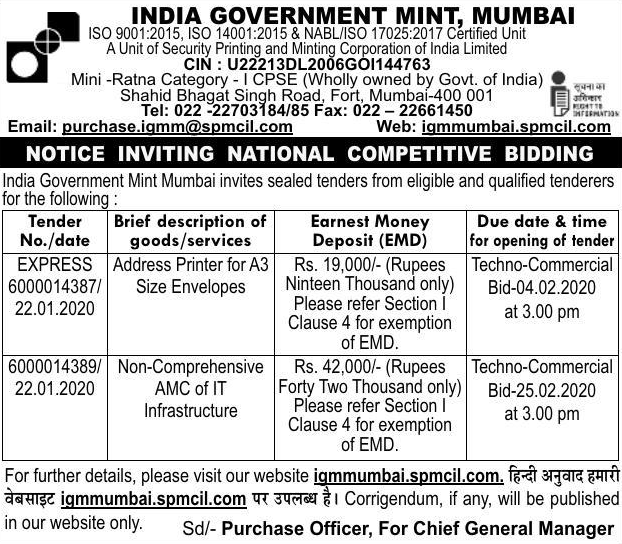 INDIA GOVERNMENT MINT, MUMBAI
ISO 9001:2015, ISO 14001:2015 & NABL/ISO 17025:2017 Certified Unit
A Unit of Security Printing and Minting Corporation of India Limited
CIN : U22213DL2006GOI144763
Mini -Ratna Category - I CPSE (Wholly owned by Govt. of India)
Shahid Bhagat Singh Road, Fort, Mumbai-400 001
Tel: 022 -22703184/85 Fax: 022 – 22661450
सूचना का
अधिकार
RIGHT TO
INFORMATION
Email: purchase.igmm@spmcil.com Web: igmmumbai.spmcil.com
NOTICE INVITING NATIONAL COMPETITIVE BIDDING
India Government Mint Mumbai invites sealed tenders from eligible and qualified tenderers
for the following :
Tender
No./date
Brief description of
goods/services
Earnest Money
Deposit (EMD)
Due date & time
for opening of tender
EXPRESS
6000014387/
22.01.2020
Address Printer for A3
Size Envelopes
Rs. 19,000/- (Rupees
Ninteen Thousand only)
Please refer Section I
Clause 4 for exemption
of EMD.
Techno-Commercial
Bid-04.02.2020
at 3.00 pm
6000014389/
22.01.2020
Non-Comprehensive
AMC of IT
Infrastructure
Rs. 42,000/- (Rupees
Forty Two Thousand only)
Please refer Section I
Clause 4 for exemption
of EMD.
Techno-Commercial
Bid-25.02.2020
at 3.00 pm
For further details, please visit our website igmmumbai.spmcil.com. हिन्दी अनुवाद हमारी
वेबसाइट igmmumbai.spmcil.com पर उपलब्ध है। Corrigendum, if any, will be published
in our website only.
Sd/- Purchase Officer, For Chief General Manager